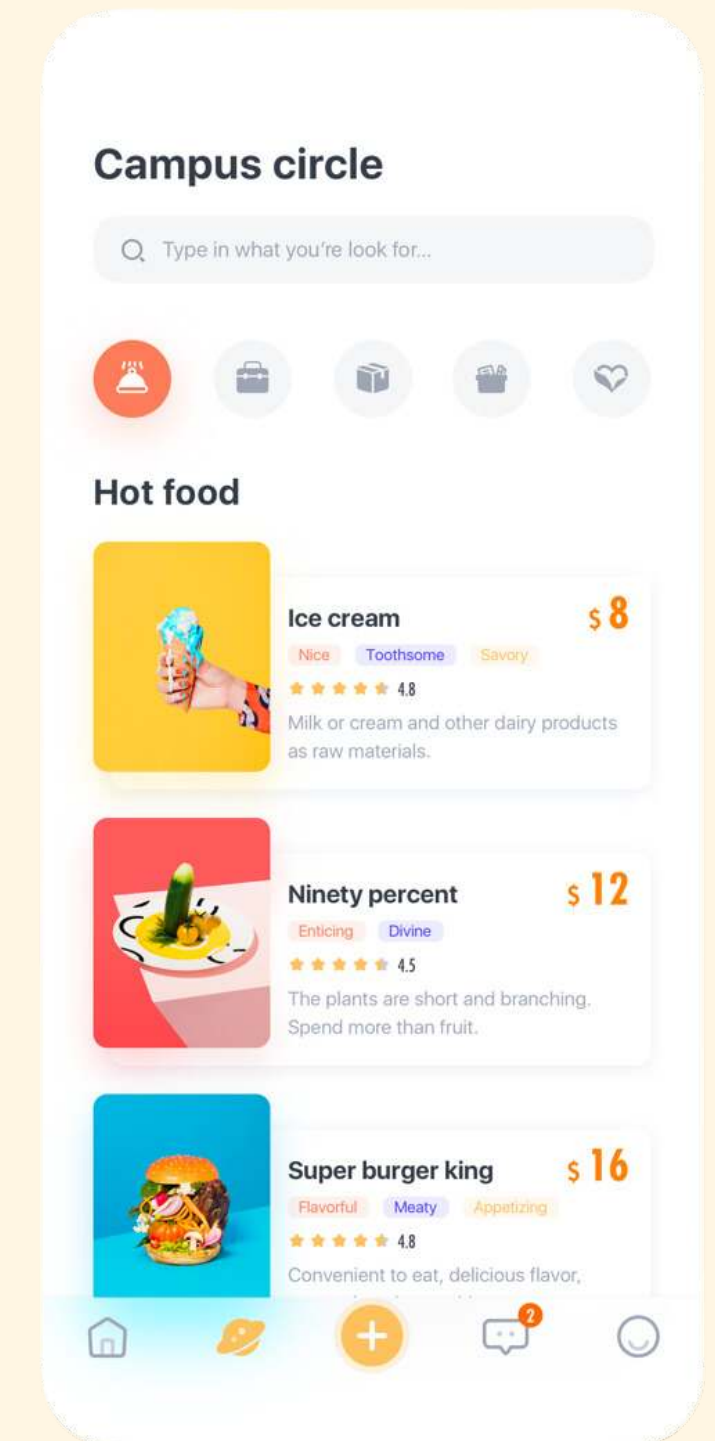 Campus circle
Type in what you're look for...
Hot food
Ice cream
$ 8
Nice Toothsome Savory
4.8
Milk or cream and other dairy products
as raw materials.
Ninety percent
$ 12
Enticing Divine
4.5
The plants are short and branching.
Spend more than fruit.
Super burger king
$ 16
Flavorful Meaty Appetizing
4.8
Convenient to eat, delicious flavor,
2